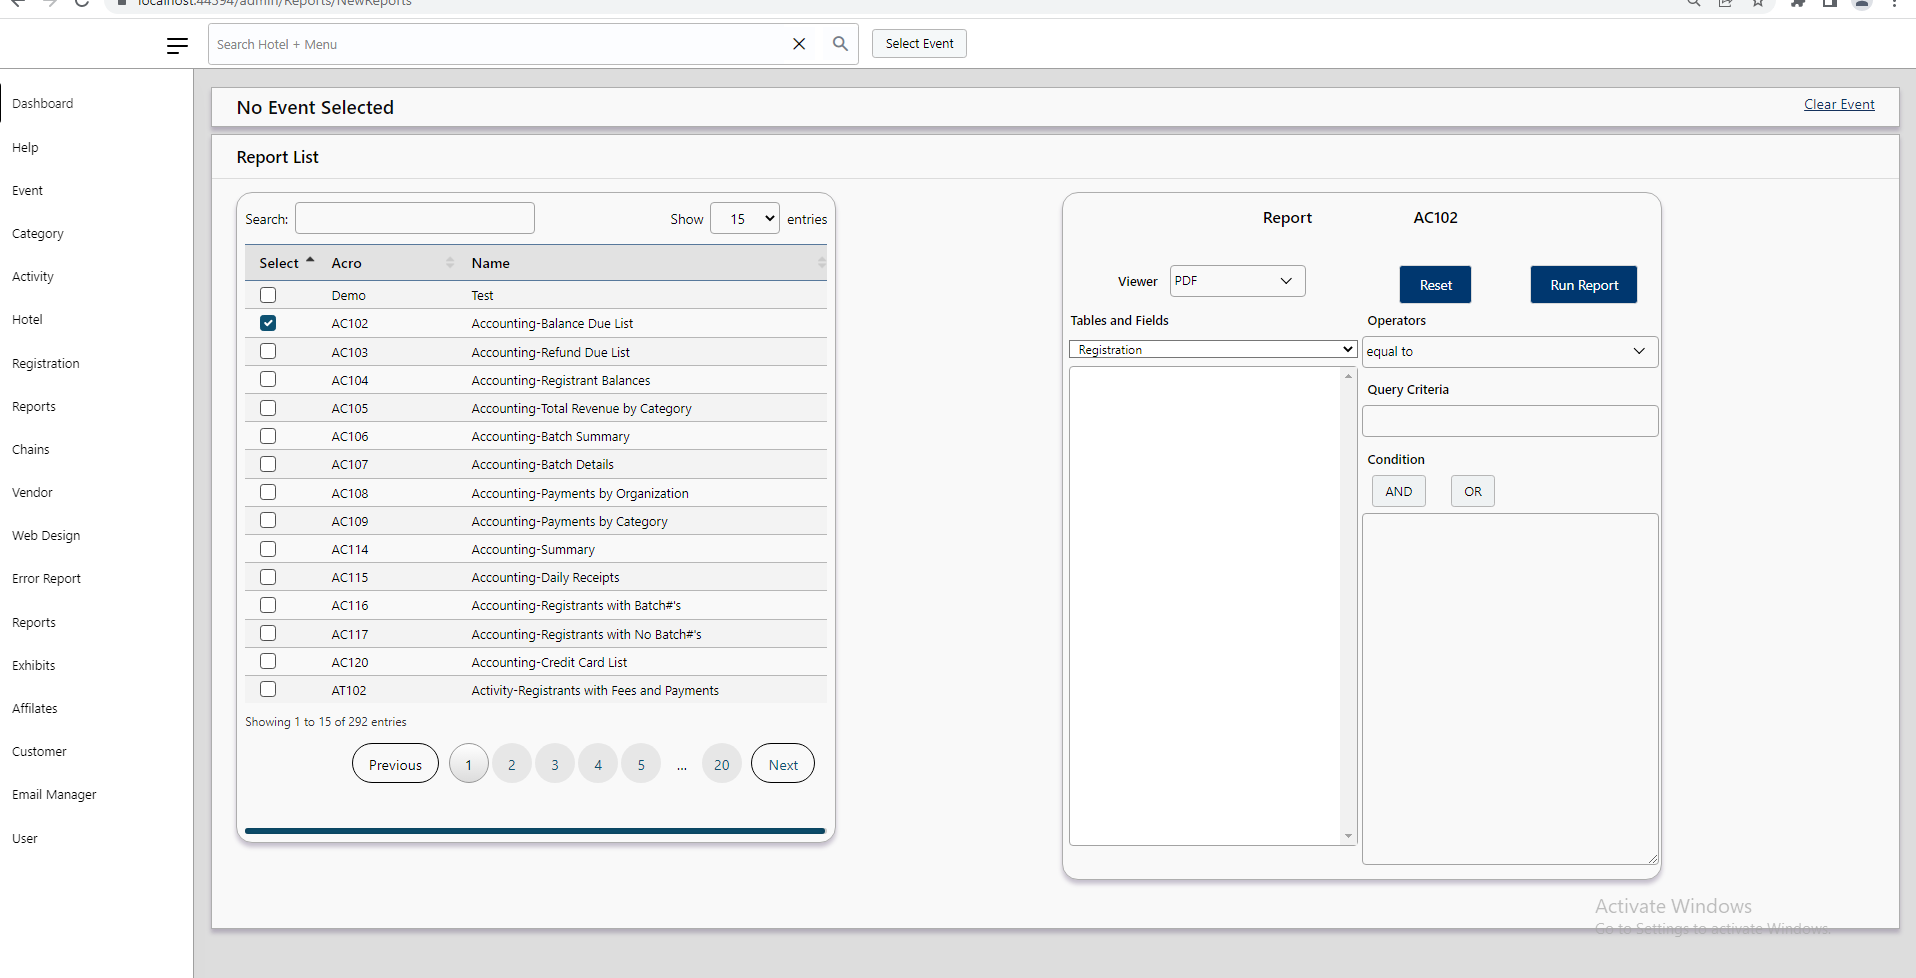 localhost:44394/admin/Reports/NewReports
Search Hotel + Menu
Select Event
Dashboard
Help
Event
Category
Activity
Hotel
Registration
Reports
Chains
Vendor
Web Design
Error Report
Reports
Exhibits
Affilates
Customer
Email Manager
User
No Event Selected
Clear Event
Report List
Search:
Show 15 entries
Select Acro Name
Demo Test
AC102 Accounting-Balance Due List
AC103 Accounting-Refund Due List
AC104 Accounting-Registrant Balances
AC105 Accounting-Total Revenue by Category
AC106 Accounting-Batch Summary
AC107 Accounting-Batch Details
AC108 Accounting-Payments by Organization
AC109 Accounting-Payments by Category
AC114 Accounting-Summary
AC115 Accounting-Daily Receipts
AC116 Accounting-Registrants with Batch#'s
AC117 Accounting-Registrants with No Batch#'s
AC120 Accounting-Credit Card List
AT102 Activity-Registrants with Fees and Payments
Showing 1 to 15 of 292 entries
Previous 1 2 3 4 5 ... 20 Next
Report AC102
Viewer PDF Reset Run Report
Tables and Fields
Registration
Operators
equal to
Query Criteria
Condition
AND OR
Activate Windows
Go to Settings to activate Windows.